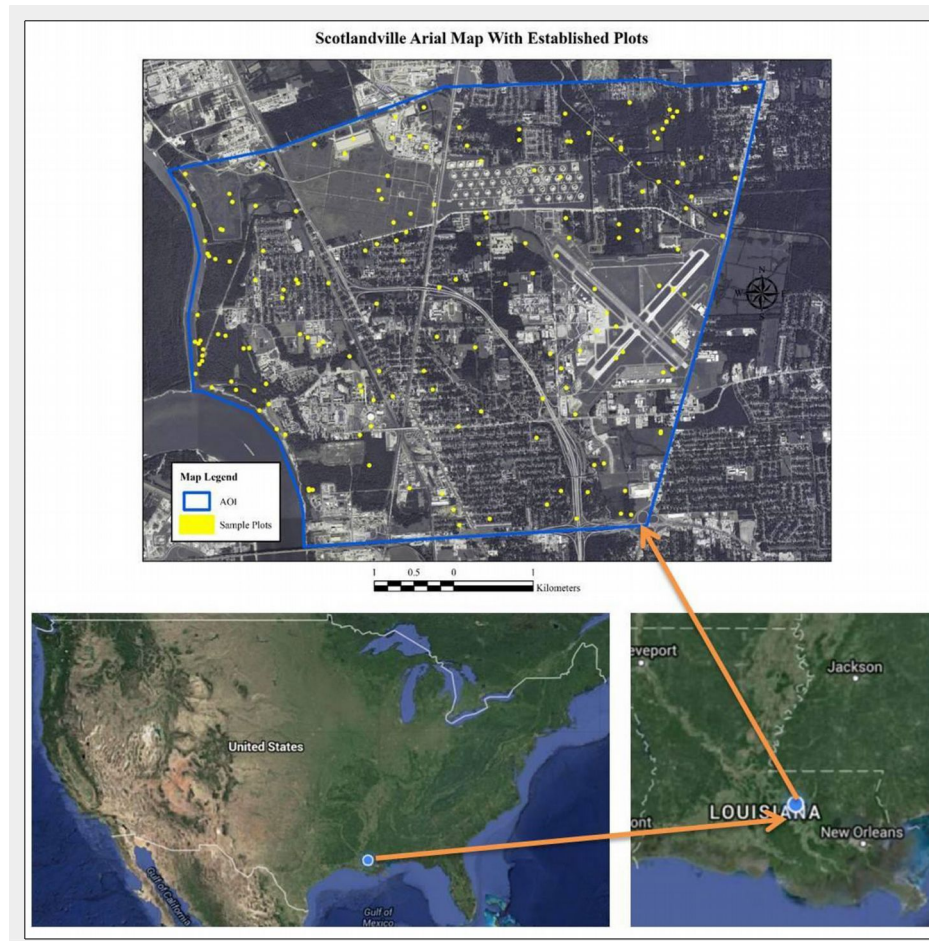 Scotlandville Arial Map With Established Plots
N
W
Map Legend
AOI
Sample Plots
1 0.5 0 1
Kilometers
United States
Gulf of California
Gulf of
Mexico
eveport
Jackson
LOUISIANA
ont
New Orleans